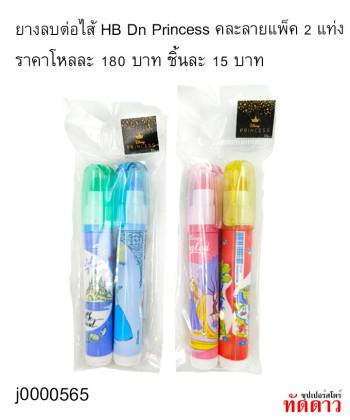 ยางลบต่อไส้ HB Dn Princess คละลายแพ็ค 2 แท่ง
ราคาโหลละ 180 บาท ชิ้นละ 15 บาท
Disney
PRINCESS
Disney
PRINCESS
j0000565
ซุปเปอร์สโตร์
ทัดดาว